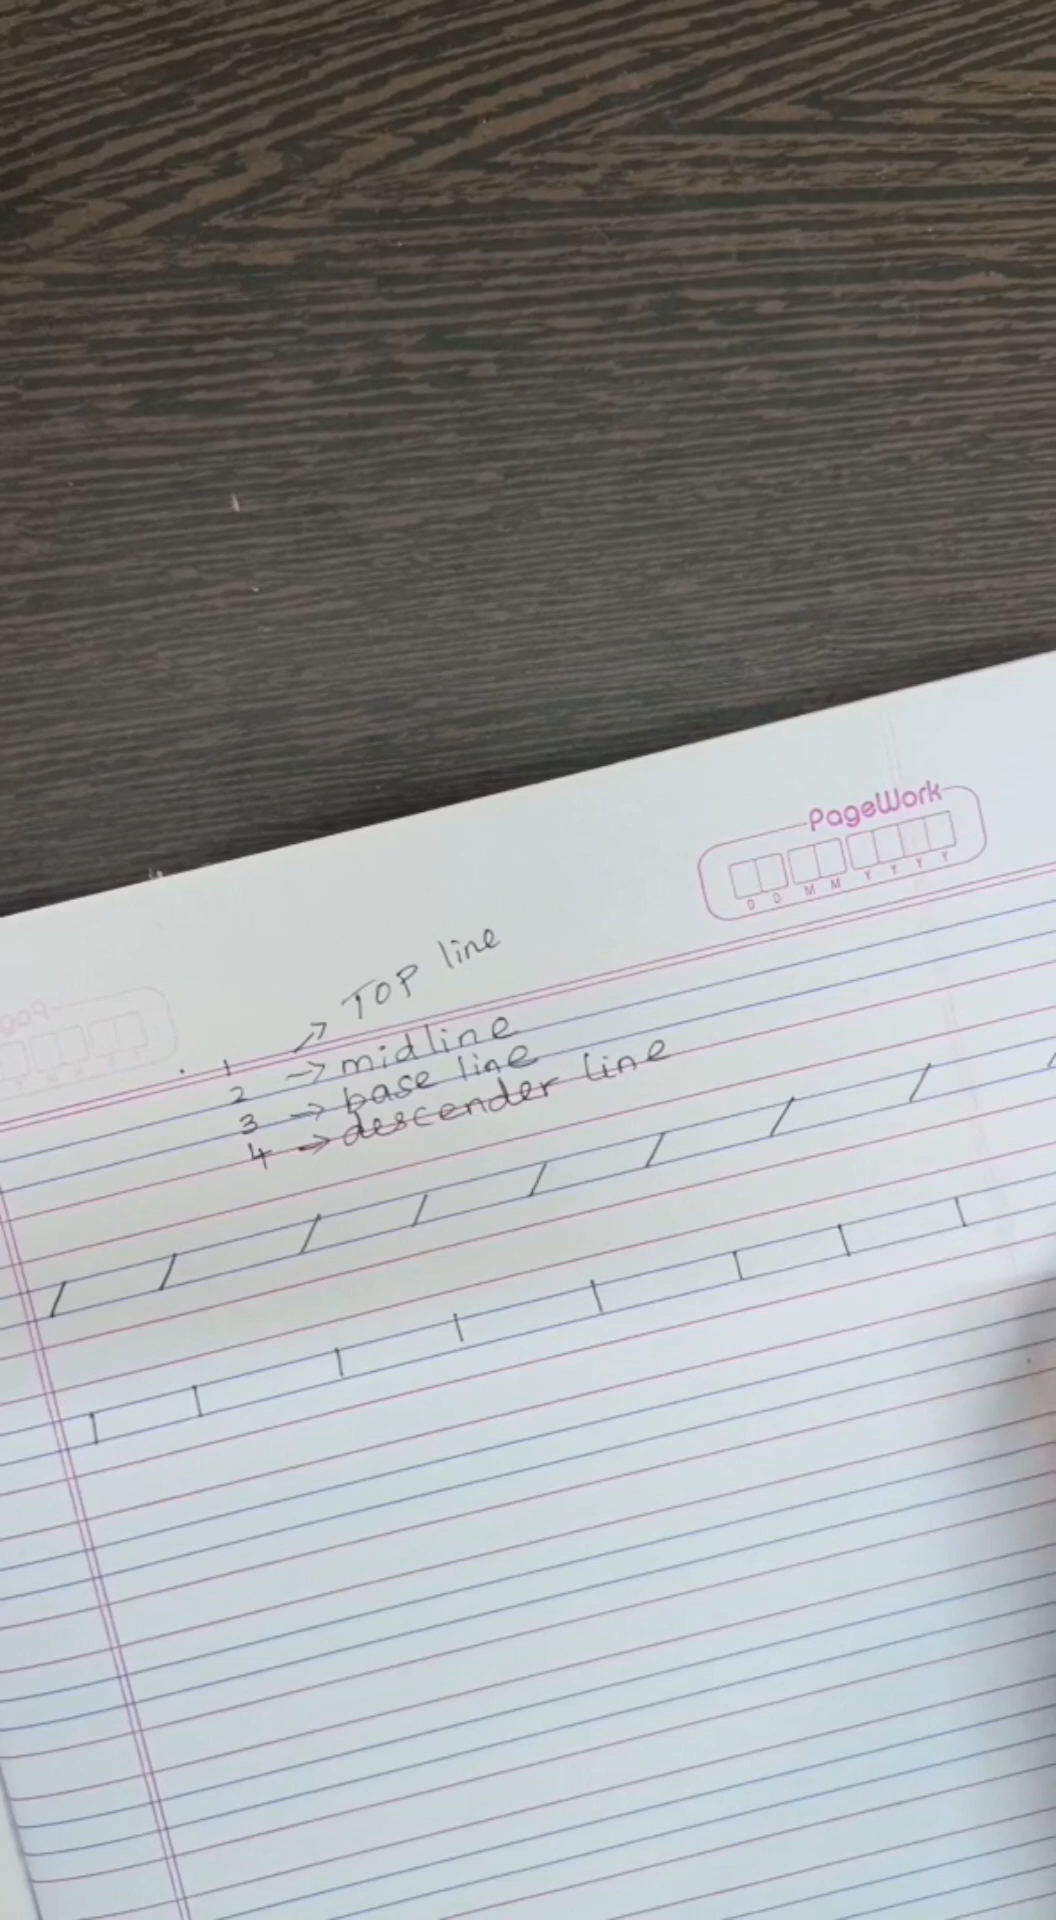 PageWork
D D M M Y Y Y Y
1 → TOP line
2 → midline
3 → base line
4 → descender line